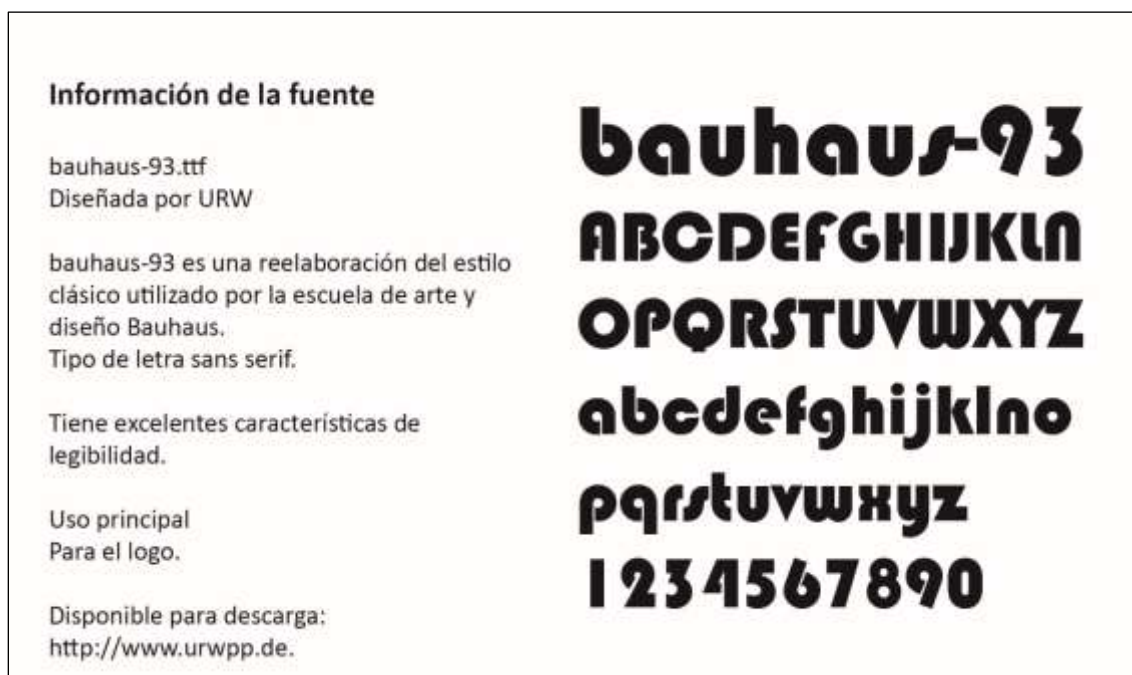 Información de la fuente
bauhaus-93.ttf
Diseñada por URW
bauhaus-93 es una reelaboración del estilo
clásico utilizado por la escuela de arte y
diseño Bauhaus.
Tipo de letra sans serif.
Tiene excelentes características de
legibilidad.
Uso principal
Para el logo.
Disponible para descarga:
http://www.urwpp.de.
bauhaus-93
ABCDEFGHIJKLN
OPQRSTUVWXYZ
abcdefghijklno
pqrstuvwxyz
1234567890